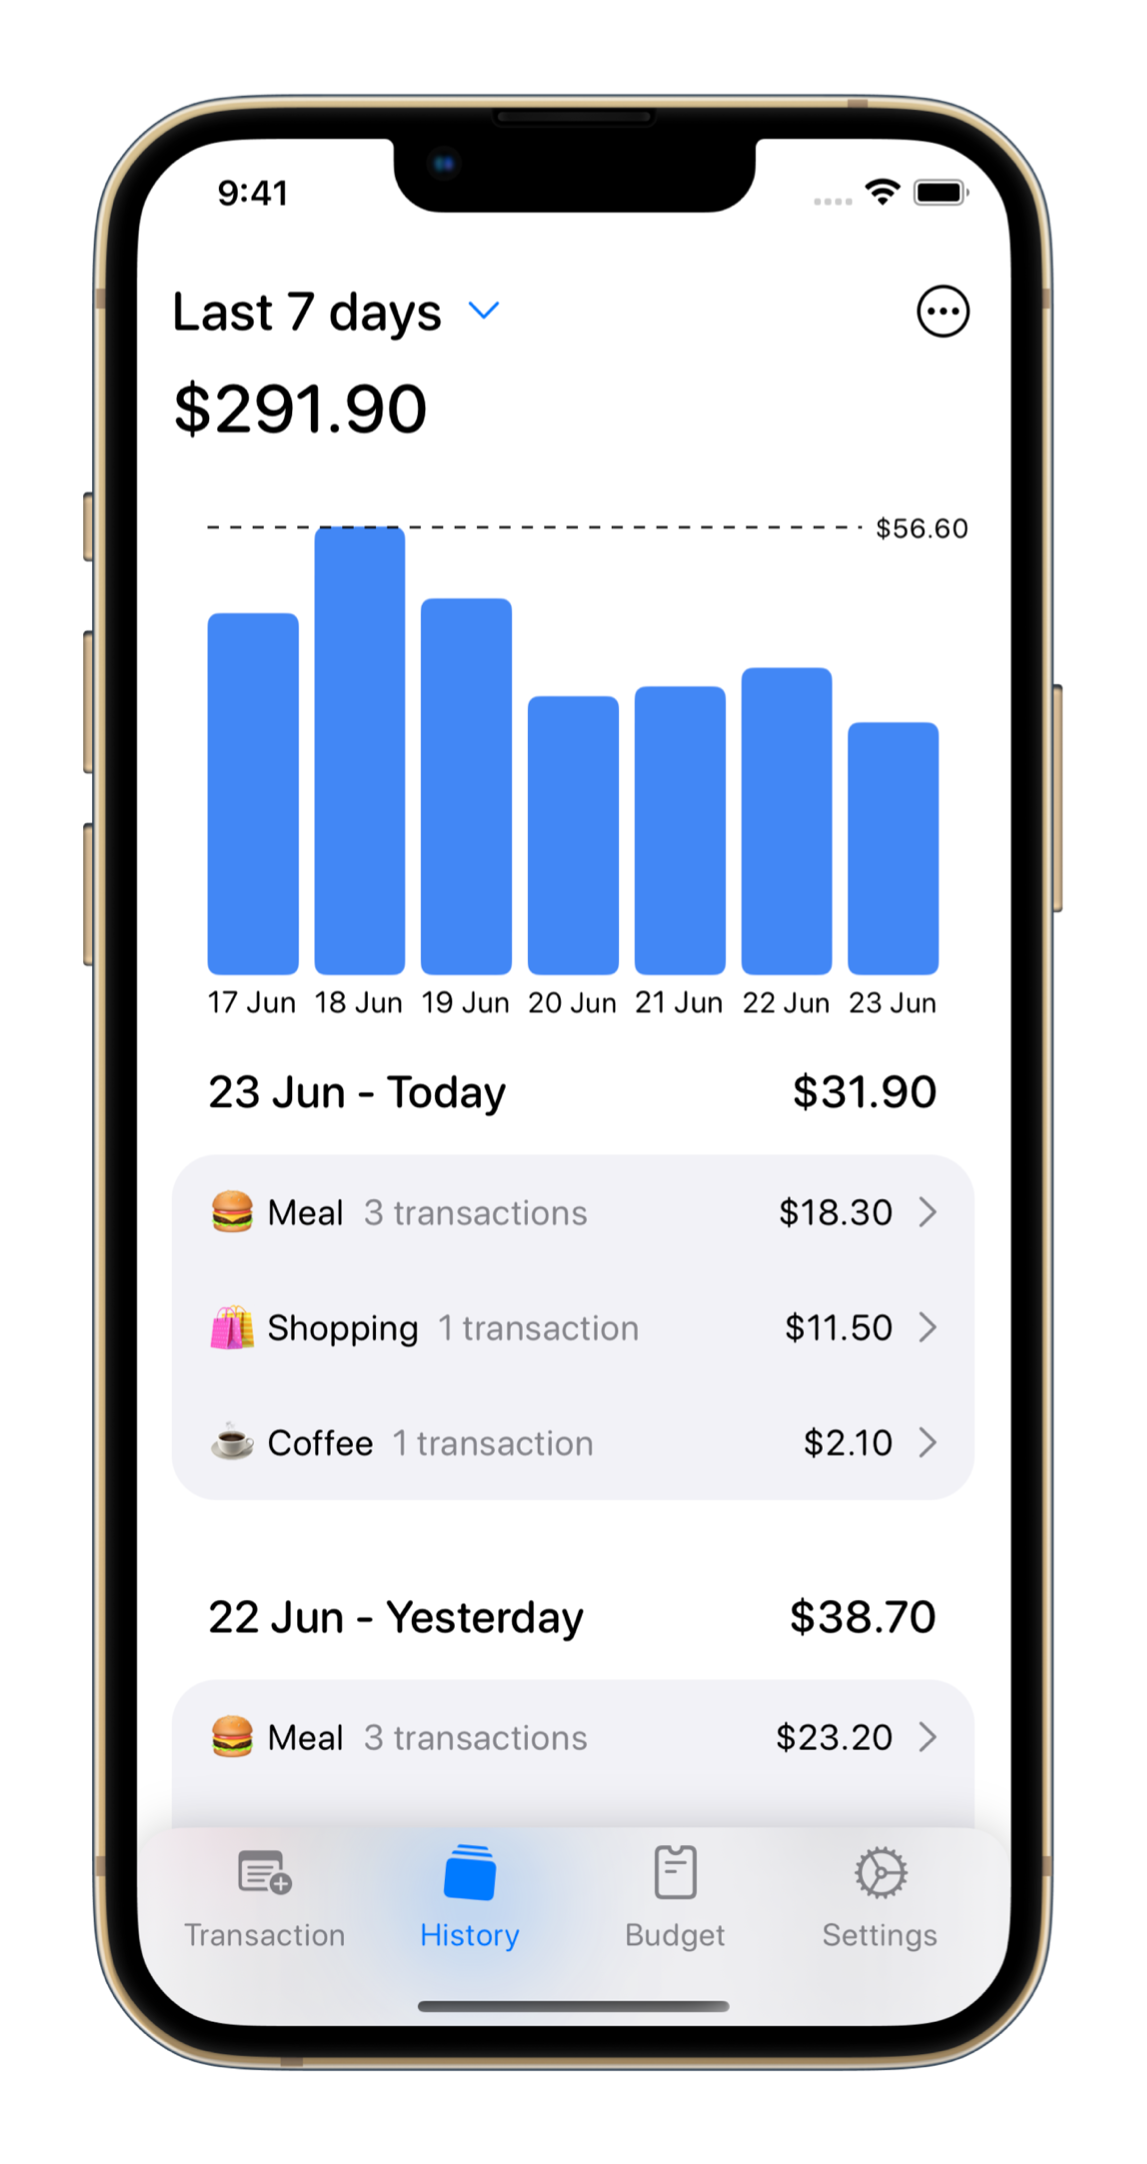 9:41
Last 7 days
$291.90
$56.60
17 Jun 18 Jun 19 Jun 20 Jun 21 Jun 22 Jun 23 Jun
23 Jun - Today $31.90
Meal 3 transactions $18.30
Shopping 1 transaction $11.50
Coffee 1 transaction $2.10
22 Jun - Yesterday $38.70
Meal 3 transactions $23.20
Transaction History Budget Settings